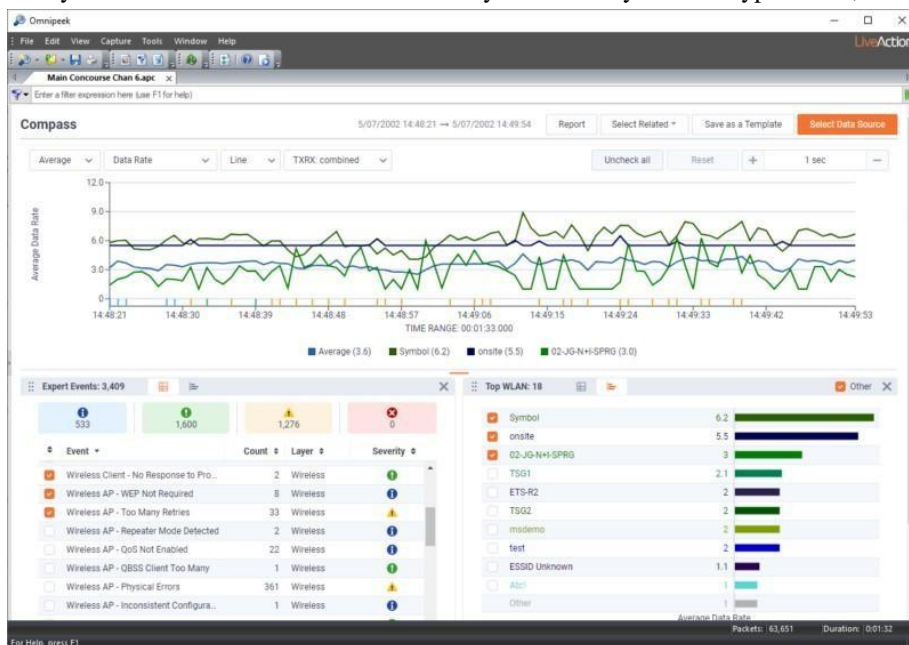 Omnipeek
File Edit View Capture Tools Window Help
LiveAction
Main Concourse Chan 6.apc x
Enter a filter expression here (use F1 for help)
Compass
5/07/2002 14:48:21 → 5/07/2002 14:49:54
Report
Select Related
Save as a Template
Select Data Source
Average
Data Rate
Line
TXRX: combined
Uncheck all
Reset
+
1 sec
−
Average Data Rate
12.0
9.0
6.0
3.0
0
14:48:21 14:48:30 14:48:39 14:48:48 14:48:57 14:49:06 14:49:15 14:49:24 14:49:33 14:49:42 14:49:53
TIME RANGE: 00:01:33.000
Average (3.6) Symbol (6.2) onsite (5.5) 02-JG-N+I-SPRG (3.0)
Expert Events: 3,409
533 1,600 1,276 0
Event Count Layer Severity
Wireless Client - No Response to Pro... 2 Wireless
Wireless AP - WEP Not Required 8 Wireless
Wireless AP - Too Many Retries 33 Wireless
Wireless AP - Repeater Mode Detected 2 Wireless
Wireless AP - QoS Not Enabled 22 Wireless
Wireless AP - QBSS Client Too Many 1 Wireless
Wireless AP - Physical Errors 361 Wireless
Wireless AP - Inconsistent Configura... 1 Wireless
Top WLAN: 18
Other
Symbol 6.2
onsite 5.5
02-JG-N+I-SPRG 3
TSG1 2.1
ETS-R2 2
TSG2 2
msdemo 2
test 2
ESSID Unknown 1.1
1
Other 1
Average Data Rate
Packets: 63,651 Duration: 0:01:32
For Help, press F1